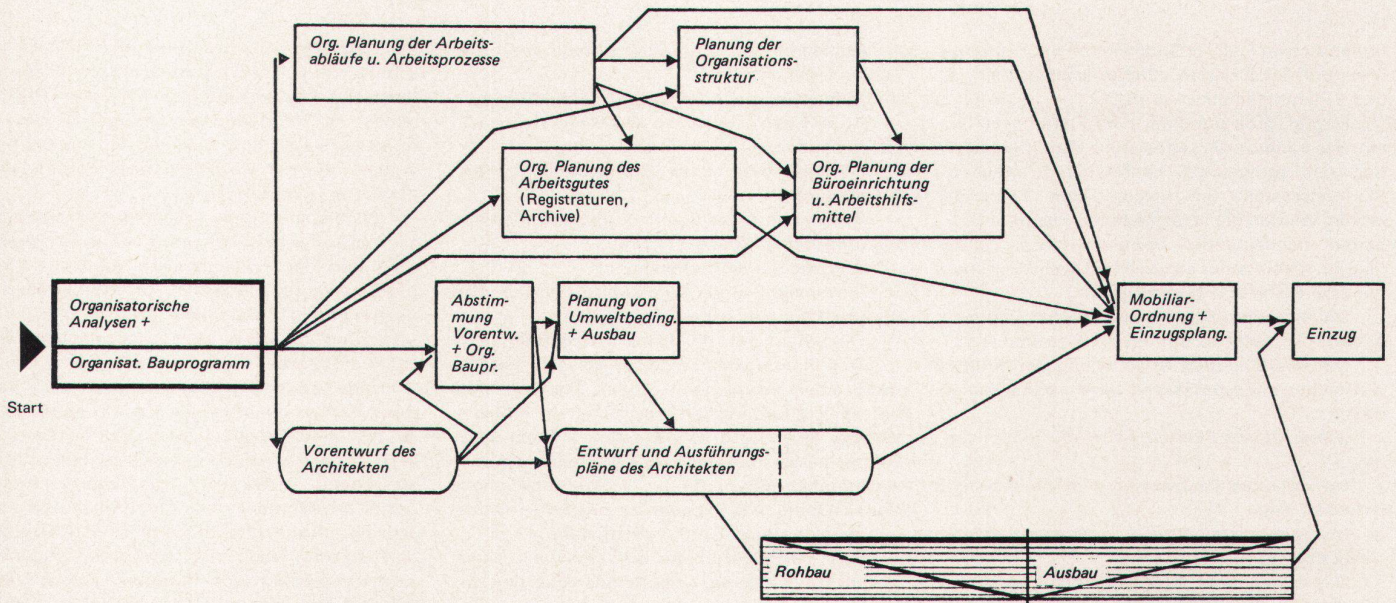 Org. Planung der Arbeits-
abläufe u. Arbeitsprozesse
Planung der
Organisations-
struktur
Org. Planung des
Arbeitsgutes
(Registraturen,
Archive)
Org. Planung der
Büroeinrichtung
u. Arbeitshilfs-
mittel
Organisatorische
Analysen +
Organisat. Bauprogramm
Start
Abstim-
mung
Vorentw.
+ Org.
Baupr.
Planung von
Umweltbeding.
+ Ausbau
Mobiliar-
Ordnung +
Einzugsplang.
Einzug
Vorentwurf des
Architekten
Entwurf und Ausführungs-
pläne des Architekten
Rohbau
Ausbau